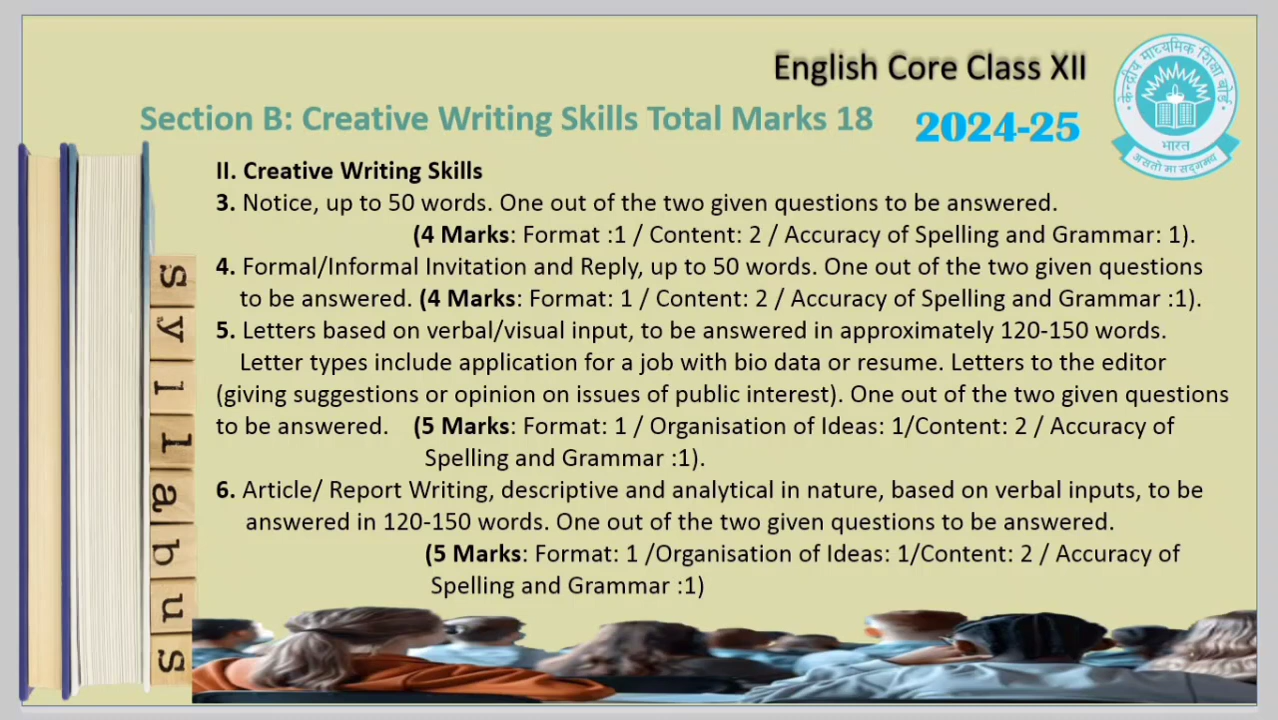 English Core Class XII
Section B: Creative Writing Skills Total Marks 18
2024-25
केन्द्रीय माध्यमिक शिक्षा बोर्ड
भारत
असतो मा सद्गमय
II. Creative Writing Skills
3. Notice, up to 50 words. One out of the two given questions to be answered.
(4 Marks: Format :1 / Content: 2 / Accuracy of Spelling and Grammar: 1).
4. Formal/Informal Invitation and Reply, up to 50 words. One out of the two given questions
to be answered. (4 Marks: Format: 1 / Content: 2 / Accuracy of Spelling and Grammar :1).
5. Letters based on verbal/visual input, to be answered in approximately 120-150 words.
Letter types include application for a job with bio data or resume. Letters to the editor
(giving suggestions or opinion on issues of public interest). One out of the two given questions
to be answered. (5 Marks: Format: 1 / Organisation of Ideas: 1/Content: 2 / Accuracy of
Spelling and Grammar :1).
6. Article/ Report Writing, descriptive and analytical in nature, based on verbal inputs, to be
answered in 120-150 words. One out of the two given questions to be answered.
(5 Marks: Format: 1 /Organisation of Ideas: 1/Content: 2 / Accuracy of
Spelling and Grammar :1)
Syllabus